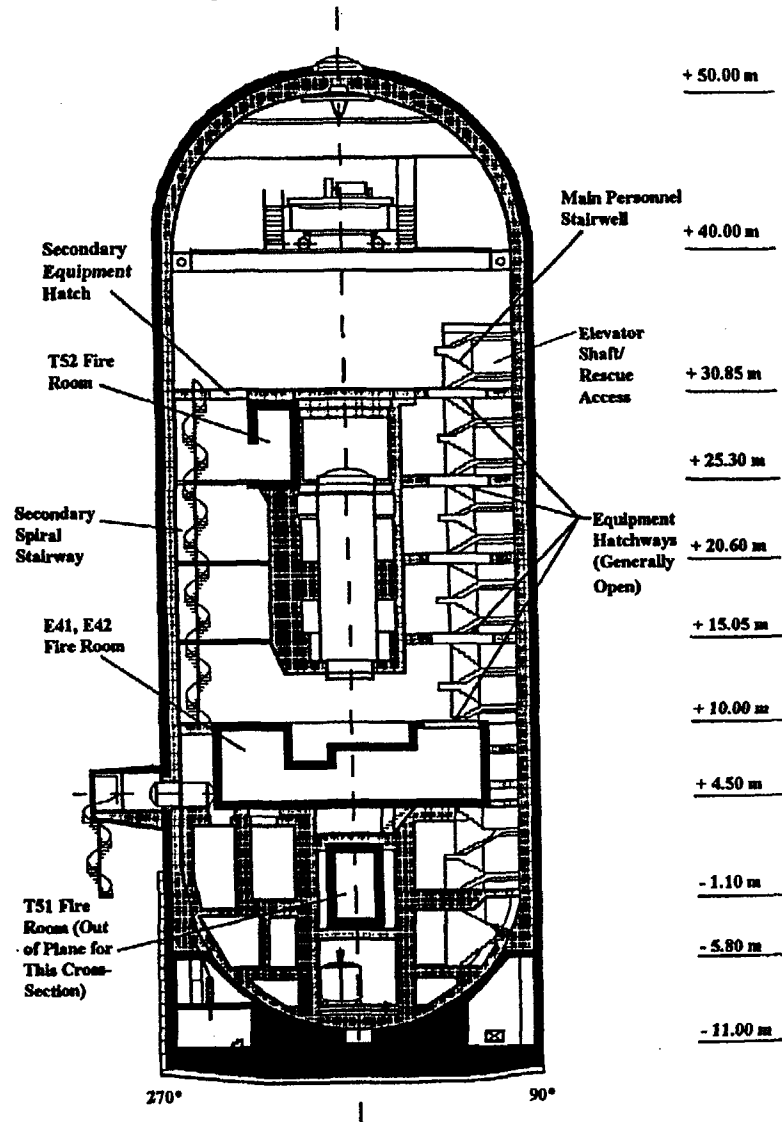 + 50.00 m
Main Personnel
Stairwell
+ 40.00 m
Secondary
Equipment
Hatch
Elevator
Shaft/
Rescue
Access
T52 Fire
Room
+ 30.85 m
+ 25.30 m
Secondary
Spiral
Stairway
Equipment
Hatchways
(Generally
Open)
+ 20.60 m
E41, E42
Fire Room
+ 15.05 m
+ 10.00 m
+ 4.50 m
- 1.10 m
T51 Fire
Room (Out
of Plane for
This Cross-
Section)
- 5.80 m
- 11.00 m
270°
90°